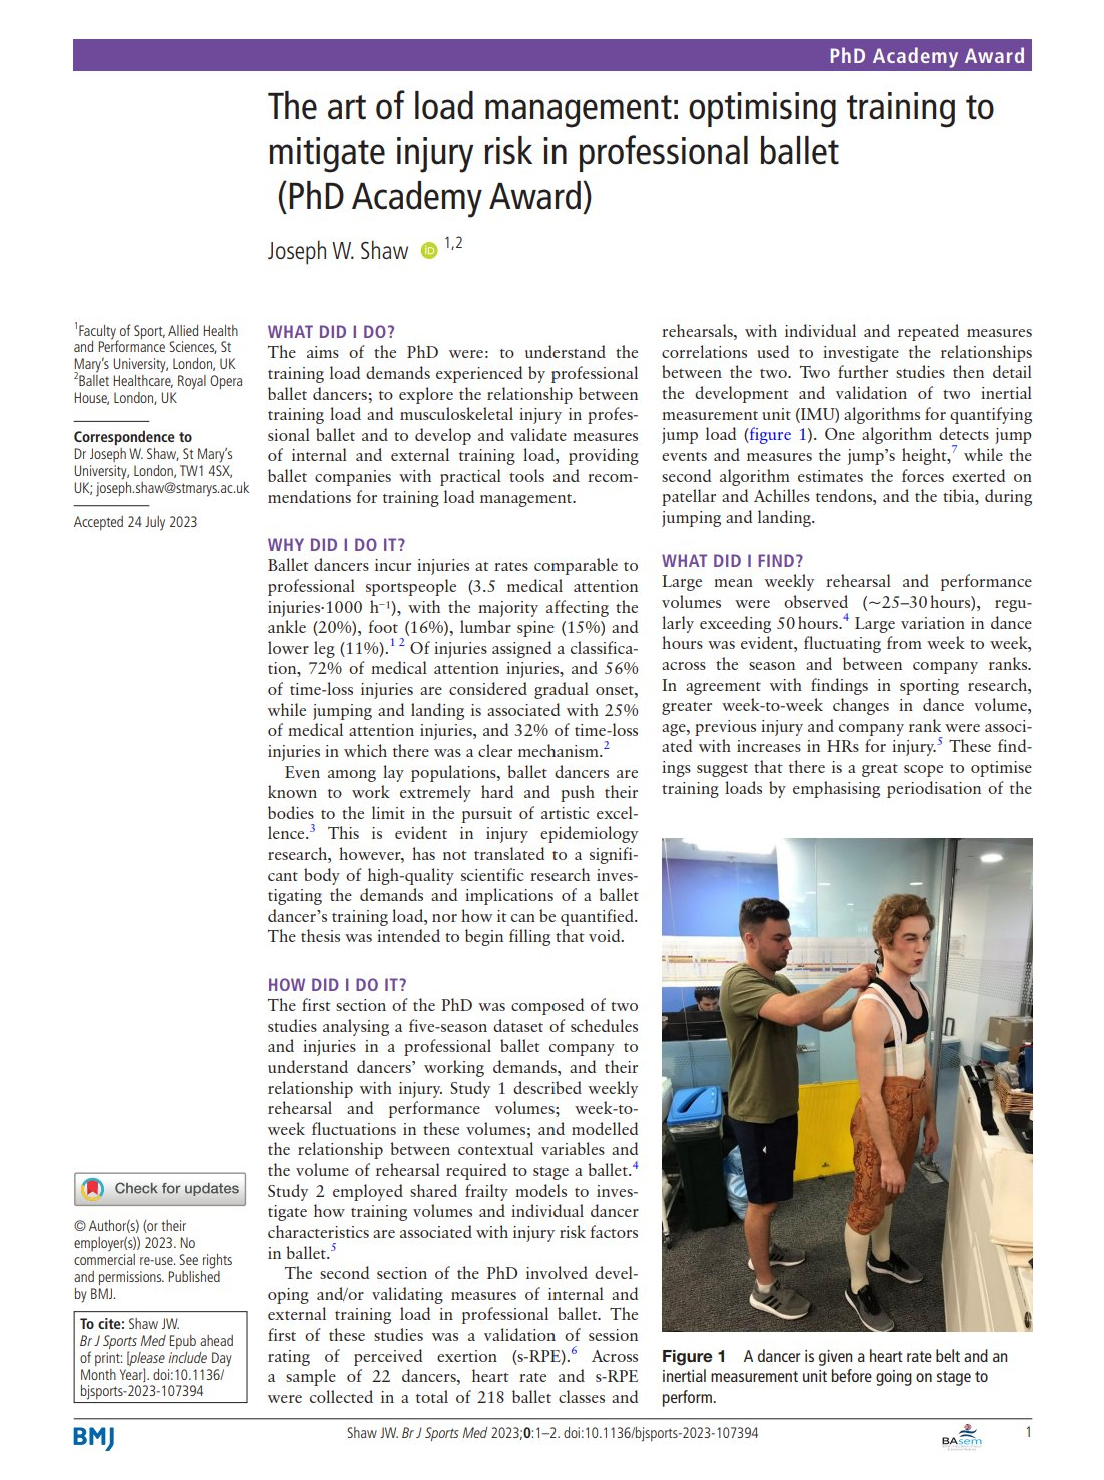 PhD Academy Award
The art of load management: optimising training to
mitigate injury risk in professional ballet
(PhD Academy Award)
Joseph W. Shaw iD 1,2
1Faculty of Sport, Allied Health
and Performance Sciences, St
Mary's University, London, UK
2Ballet Healthcare, Royal Opera
House, London, UK
Correspondence to
Dr Joseph W. Shaw, St Mary's
University, London, TW1 4SX,
UK; joseph.shaw@stmarys.ac.uk
Accepted 24 July 2023
Check for updates
© Author(s) (or their
employer(s)) 2023. No
commercial re-use. See rights
and permissions. Published
by BMJ.
To cite: Shaw JW.
Br J Sports Med Epub ahead
of print: [please include Day
Month Year]. doi:10.1136/
bjsports-2023-107394
WHAT DID I DO?
The aims of the PhD were: to understand the
training load demands experienced by professional
ballet dancers; to explore the relationship between
training load and musculoskeletal injury in profes-
sional ballet and to develop and validate measures
of internal and external training load, providing
ballet companies with practical tools and recom-
mendations for training load management.
WHY DID I DO IT?
Ballet dancers incur injuries at rates comparable to
professional sportspeople (3.5 medical attention
injuries·1000 h⁻¹), with the majority affecting the
ankle (20%), foot (16%), lumbar spine (15%) and
lower leg (11%).1 2 Of injuries assigned a classifica-
tion, 72% of medical attention injuries, and 56%
of time-loss injuries are considered gradual onset,
while jumping and landing is associated with 25%
of medical attention injuries, and 32% of time-loss
injuries in which there was a clear mechanism.2
Even among lay populations, ballet dancers are
known to work extremely hard and push their
bodies to the limit in the pursuit of artistic excel-
lence.3 This is evident in injury epidemiology
research, however, has not translated to a signifi-
cant body of high-quality scientific research inves-
tigating the demands and implications of a ballet
dancer's training load, nor how it can be quantified.
The thesis was intended to begin filling that void.
HOW DID I DO IT?
The first section of the PhD was composed of two
studies analysing a five-season dataset of schedules
and injuries in a professional ballet company to
understand dancers' working demands, and their
relationship with injury. Study 1 described weekly
rehearsal and performance volumes; week-to-
week fluctuations in these volumes; and modelled
the relationship between contextual variables and
the volume of rehearsal required to stage a ballet.4
Study 2 employed shared frailty models to inves-
tigate how training volumes and individual dancer
characteristics are associated with injury risk factors
in ballet.5
The second section of the PhD involved devel-
oping and/or validating measures of internal and
external training load in professional ballet. The
first of these studies was a validation of session
rating of perceived exertion (s-RPE).6 Across
a sample of 22 dancers, heart rate and s-RPE
were collected in a total of 218 ballet classes and
rehearsals, with individual and repeated measures
correlations used to investigate the relationships
between the two. Two further studies then detail
the development and validation of two inertial
measurement unit (IMU) algorithms for quantifying
jump load (figure 1). One algorithm detects jump
events and measures the jump's height,7 while the
second algorithm estimates the forces exerted on
patellar and Achilles tendons, and the tibia, during
jumping and landing.
WHAT DID I FIND?
Large mean weekly rehearsal and performance
volumes were observed (~25–30 hours), regu-
larly exceeding 50 hours.4 Large variation in dance
hours was evident, fluctuating from week to week,
across the season and between company ranks.
In agreement with findings in sporting research,
greater week-to-week changes in dance volume,
age, previous injury and company rank were associ-
ated with increases in HRs for injury.5 These find-
ings suggest that there is a great scope to optimise
training loads by emphasising periodisation of the
Figure 1 A dancer is given a heart rate belt and an
inertial measurement unit before going on stage to
perform.
BMJ
Shaw JW. Br J Sports Med 2023;0:1–2. doi:10.1136/bjsports-2023-107394
BAsem
1